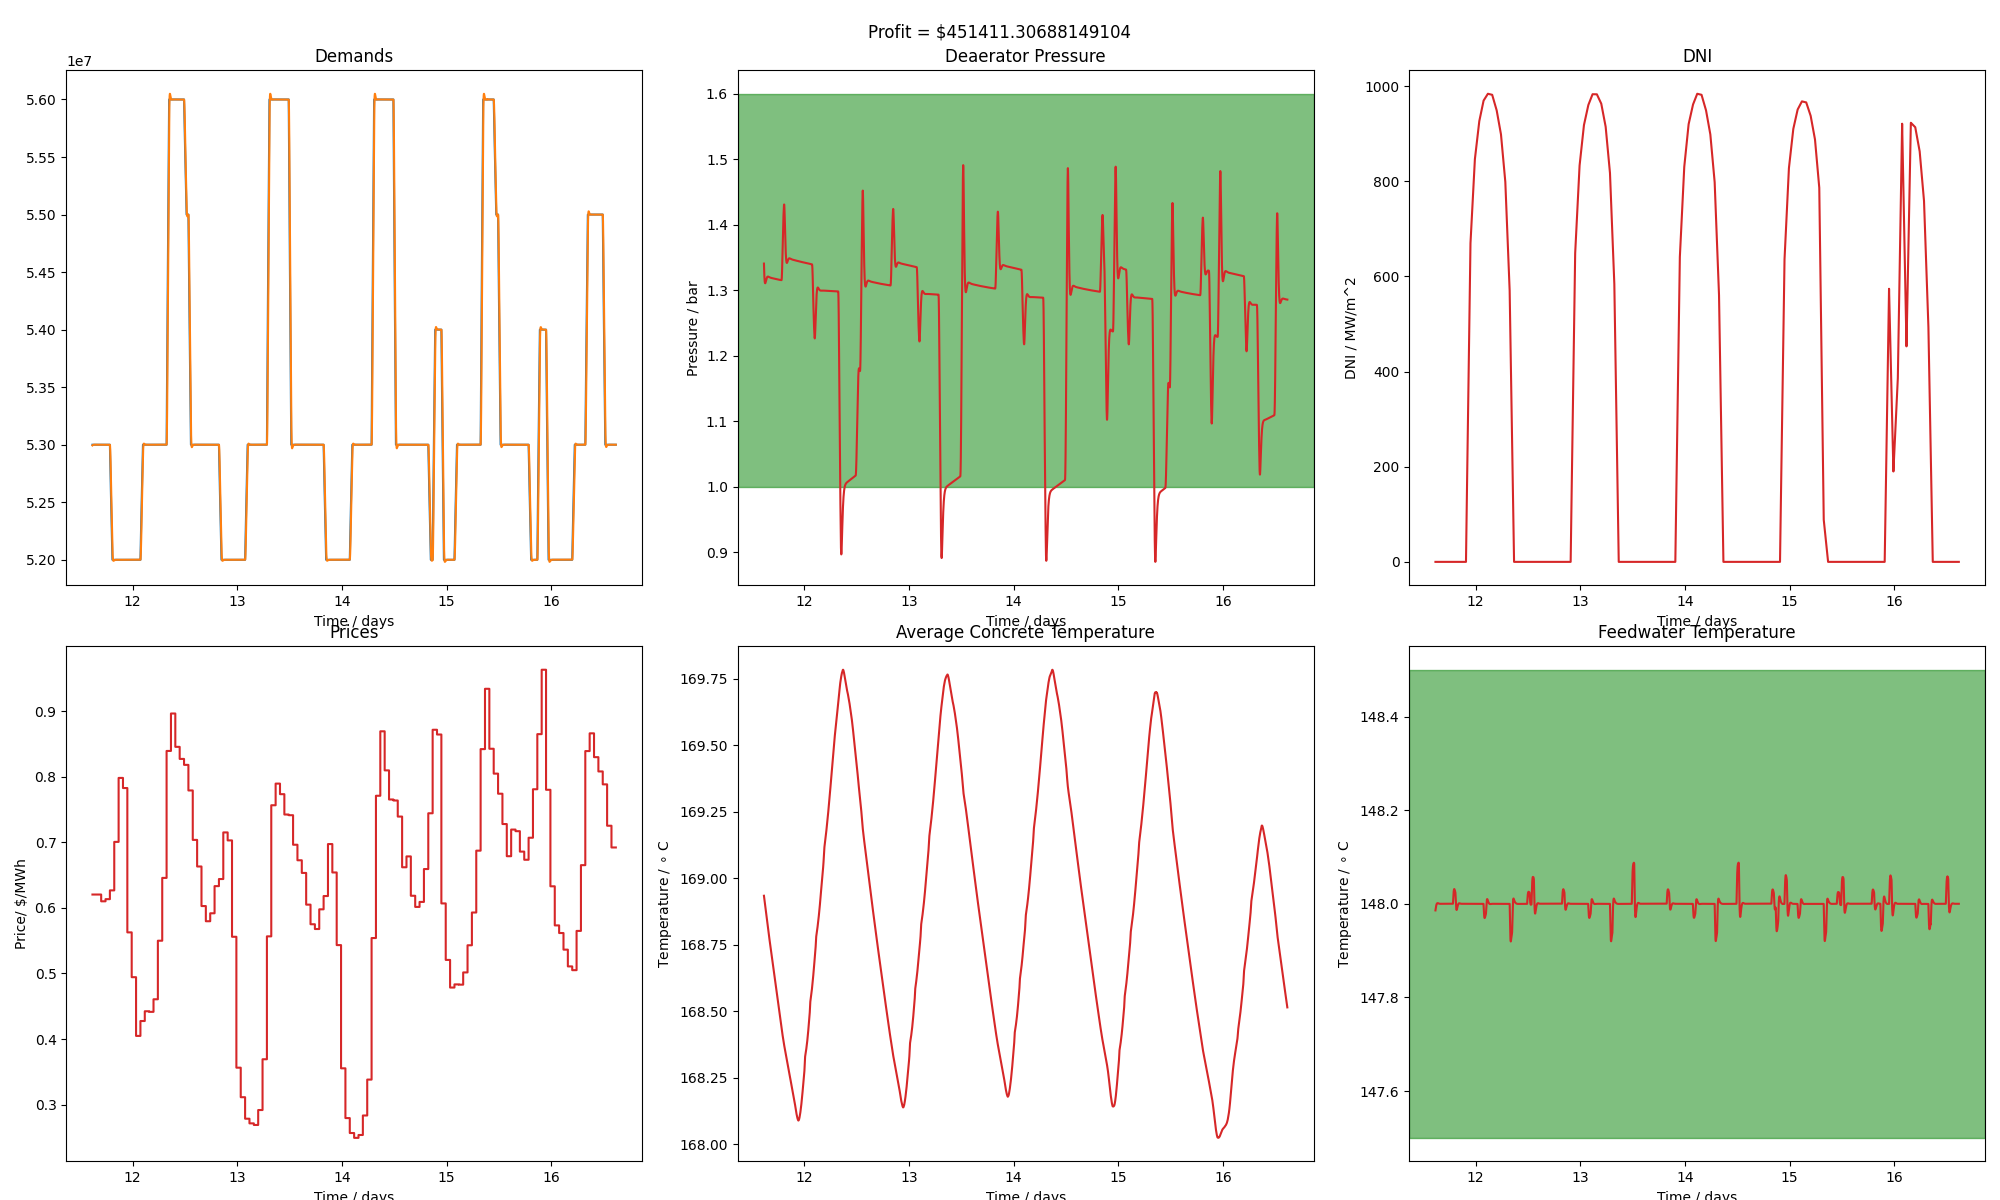 Profit = $451411.30688149104
Demands
1e7
5.60
5.55
5.50
5.45
5.40
5.35
5.30
5.25
5.20
12 13 14 15 16
Time / days
Deaerator Pressure
Pressure / bar
1.6
1.5
1.4
1.3
1.2
1.1
1.0
0.9
12 13 14 15 16
Time / days
DNI
DNI / MW/m^2
1000
800
600
400
200
0
12 13 14 15 16
Time / days
Prices
Price/ $/MWh
0.9
0.8
0.7
0.6
0.5
0.4
0.3
12 13 14 15 16
Time / days
Average Concrete Temperature
Temperature / ∘ C
169.75
169.50
169.25
169.00
168.75
168.50
168.25
168.00
12 13 14 15 16
Time / days
Feedwater Temperature
Temperature / ∘ C
148.4
148.2
148.0
147.8
147.6
12 13 14 15 16
Time / days